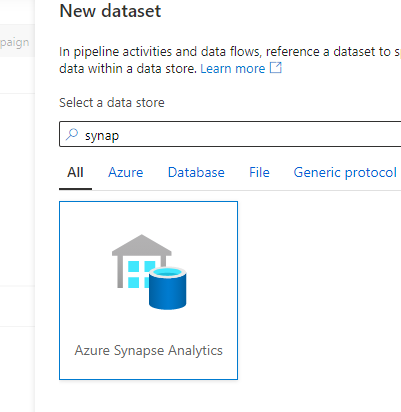 New dataset
paign
In pipeline activities and data flows, reference a dataset to
data within a data store. Learn more
Select a data store
synap
All Azure Database File Generic protocol
Azure Synapse Analytics